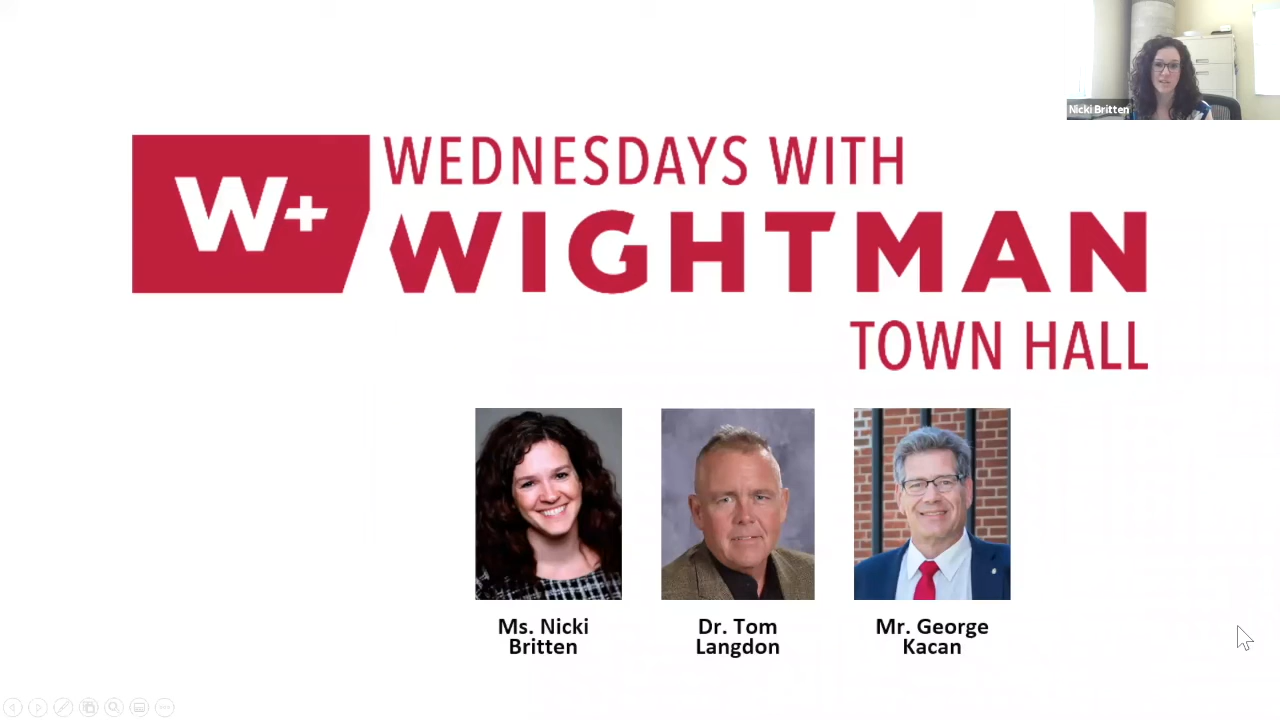 Nicki Britten
W+
WEDNESDAYS WITH
WIGHTMAN
TOWN HALL
Ms. Nicki
Britten
Dr. Tom
Langdon
Mr. George
Kacan